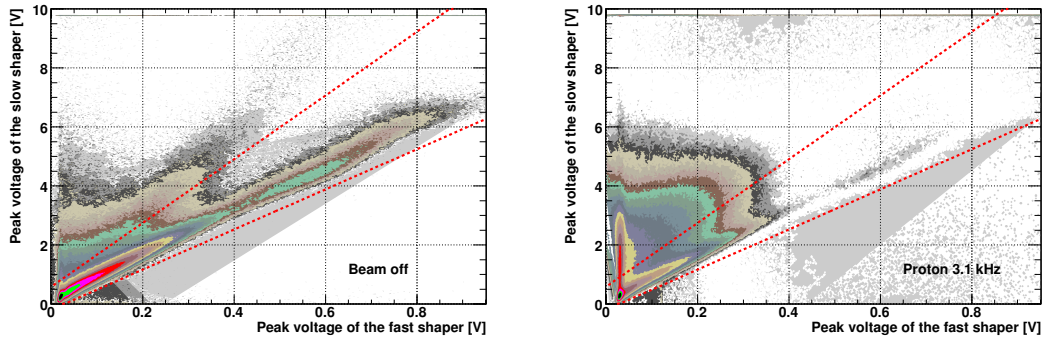 Peak voltage of the slow shaper [V]
10
8
6
4
2
0
Beam off
0 0.2 0.4 0.6 0.8
Peak voltage of the fast shaper [V]
Peak voltage of the slow shaper [V]
10
8
6
4
2
0
Proton 3.1 kHz
0 0.2 0.4 0.6 0.8
Peak voltage of the fast shaper [V]